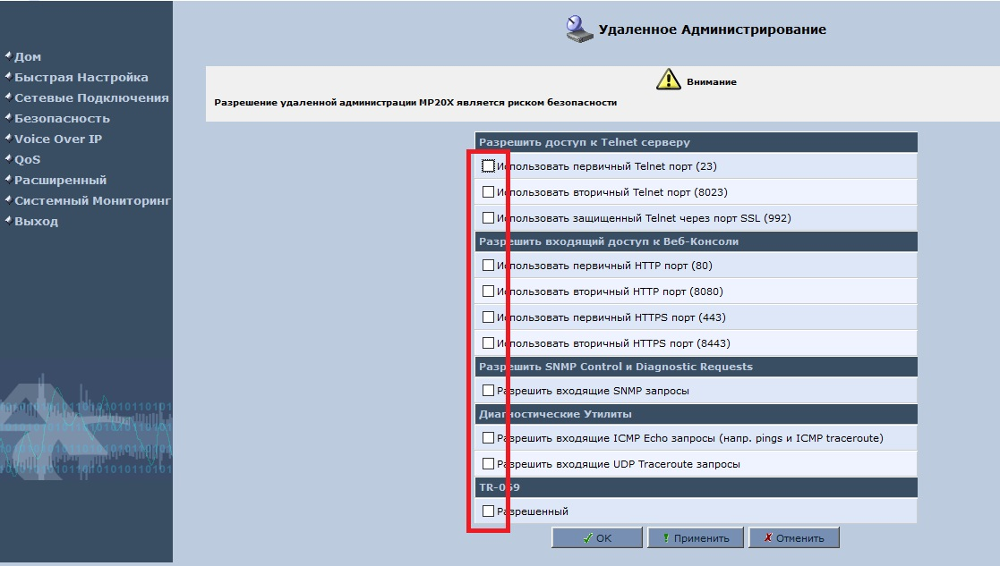 Удаленное Администрирование
Дом
Быстрая Настройка
Сетевые Подключения
Безопасность
Voice Over IP
QoS
Расширенный
Системный Мониторинг
Выход
Внимание
Разрешение удаленной администрации MP20X является риском безопасности
Разрешить доступ к Telnet серверу
Использовать первичный Telnet порт (23)
Использовать вторичный Telnet порт (8023)
Использовать защищенный Telnet через порт SSL (992)
Разрешить входящий доступ к Веб-Консоли
Использовать первичный HTTP порт (80)
Использовать вторичный HTTP порт (8080)
Использовать первичный HTTPS порт (443)
Использовать вторичный HTTPS порт (8443)
Разрешить SNMP Control и Diagnostic Requests
Разрешить входящие SNMP запросы
Диагностические Утилиты
Разрешить входящие ICMP Echo запросы (напр. pings и ICMP traceroute)
Разрешить входящие UDP Traceroute запросы
TR-069
Разрешенный
OK
Применить
Отменить